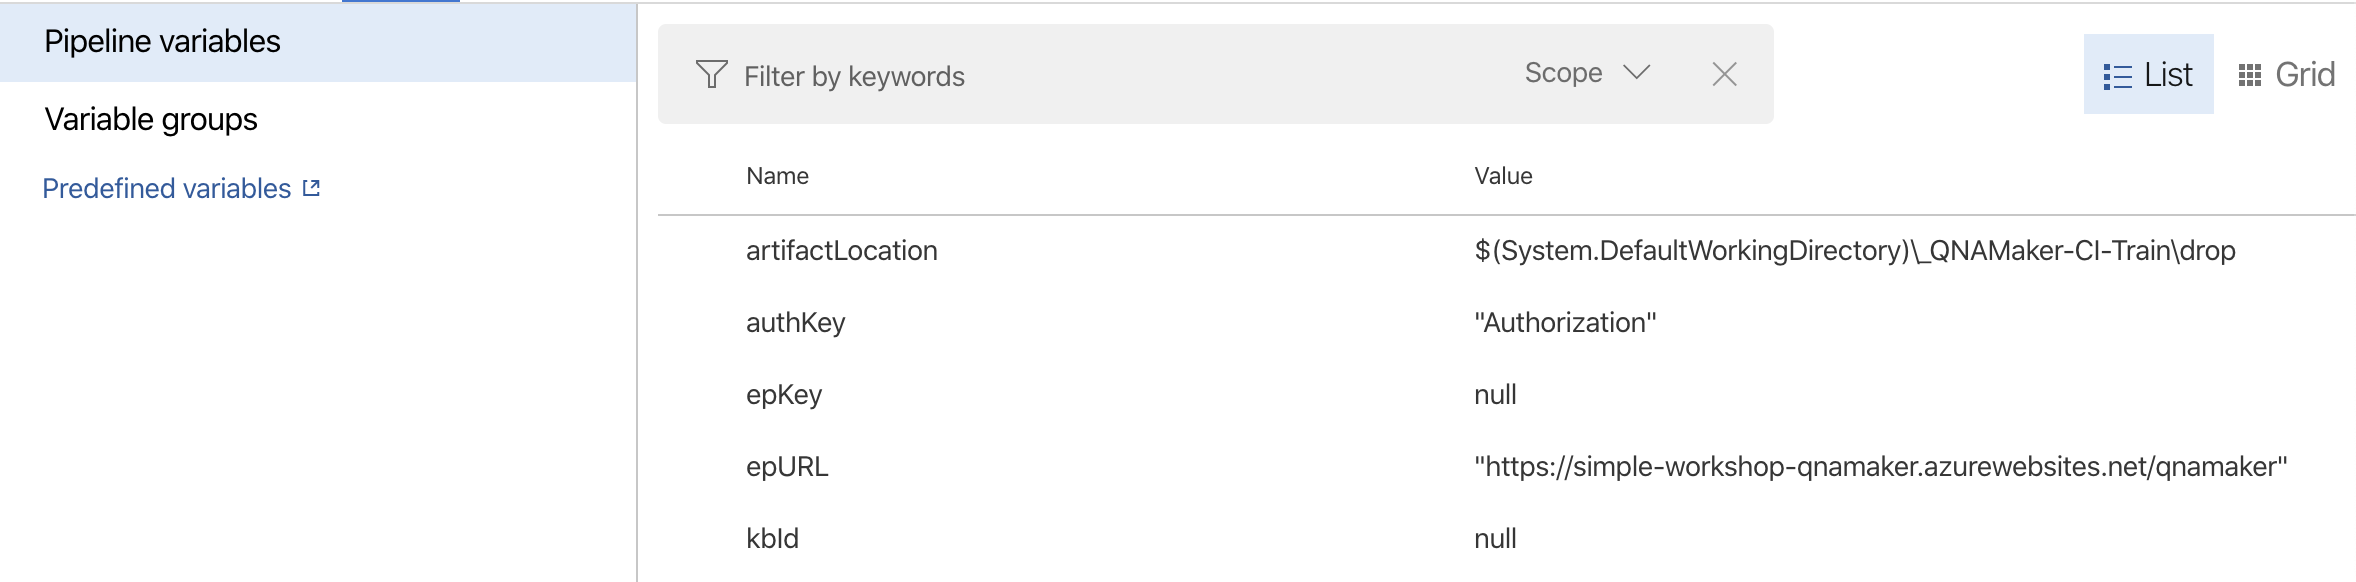 Pipeline variables
Variable groups
Predefined variables
Filter by keywords Scope
List Grid
Name Value
artifactLocation $(System.DefaultWorkingDirectory)\_QNAMaker-CI-Train\drop
authKey "Authorization"
epKey null
epURL "https://simple-workshop-qnamaker.azurewebsites.net/qnamaker"
kbId null